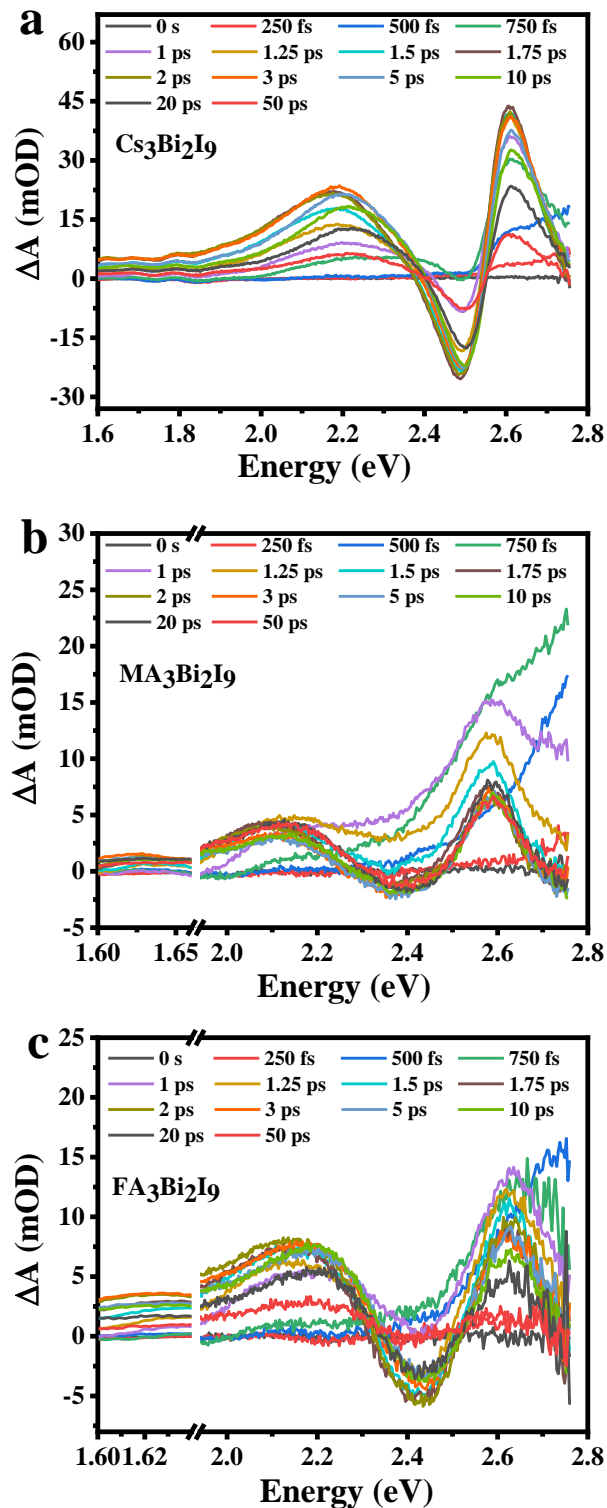 a
60
45
30
15
0
-15
-30
ΔA (mOD)
0 s 250 fs 500 fs 750 fs
1 ps 1.25 ps 1.5 ps 1.75 ps
2 ps 3 ps 5 ps 10 ps
20 ps 50 ps
Cs3Bi2I9
1.6 1.8 2.0 2.2 2.4 2.6 2.8
Energy (eV)
b
30
25
20
15
10
5
0
-5
ΔA (mOD)
0 s 250 fs 500 fs 750 fs
1 ps 1.25 ps 1.5 ps 1.75 ps
2 ps 3 ps 5 ps 10 ps
20 ps 50 ps
MA3Bi2I9
1.60 1.65 2.0 2.2 2.4 2.6 2.8
Energy (eV)
c
25
20
15
10
5
0
-5
ΔA (mOD)
0 s 250 fs 500 fs 750 fs
1 ps 1.25 ps 1.5 ps 1.75 ps
2 ps 3 ps 5 ps 10 ps
20 ps 50 ps
FA3Bi2I9
1.60 1.62 2.0 2.2 2.4 2.6 2.8
Energy (eV)